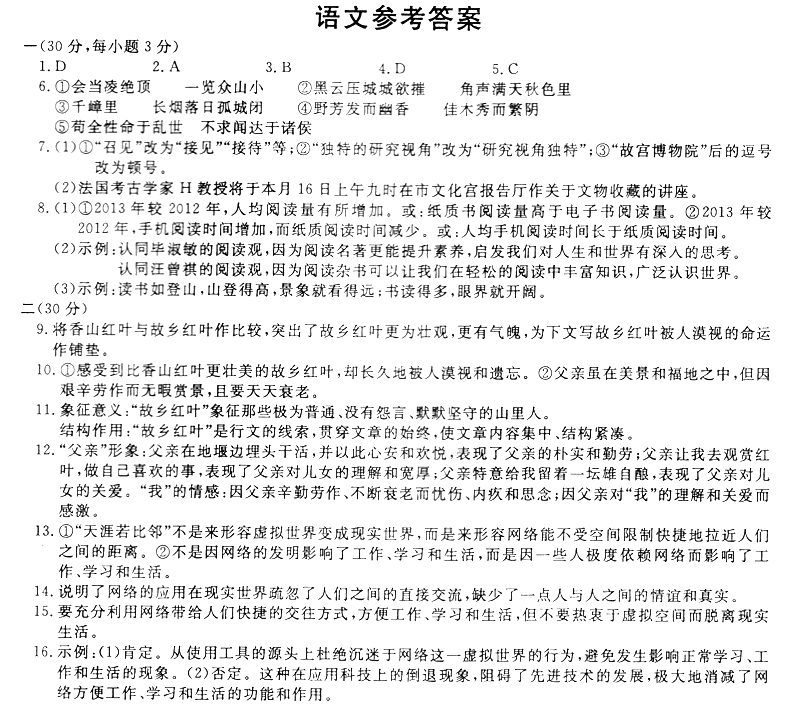 语文参考答案
一(30分,每小题3分)
1. D 2. A 3. B 4. D 5. C
6. ①会当凌绝顶 一览众山小 ②黑云压城城欲摧 角声满天秋色里
③千嶂里 长烟落日孤城闭 ④野芳发而幽香 佳木秀而繁阴
⑤苟全性命于乱世 不求闻达于诸侯
7. (1)①“召见”改为“接见”“接待”等;②“独特的研究视角”改为“研究视角独特”;③“故宫博物院”后的逗号
改为顿号。
(2)法国考古学家H教授将于本月16日上午九时在市文化宫报告厅作关于文物收藏的讲座。
8. (1)①2013年较2012年,人均阅读量有所增加。或:纸质书阅读量高于电子书阅读量。②2013年较
2012年,手机阅读时间增加,而纸质阅读时间减少。或:人均手机阅读时间长于纸质阅读时间。
(2)示例:认同毕淑敏的阅读观,因为阅读名著更能提升素养,启发我们对人生和世界有深入的思考。
认同汪曾祺的阅读观,因为阅读杂书可以让我们在轻松的阅读中丰富知识,广泛认识世界。
(3)示例:读书如登山,山登得高,景象就看得远;书读得多,眼界就开阔。
二(30分)
9. 将香山红叶与故乡红叶作比较,突出了故乡红叶更为壮观,更有气魄,为下文写故乡红叶被人漠视的命运
作铺垫。
10. ①感受到比香山红叶更壮美的故乡红叶,却长久地被人漠视和遗忘。②父亲虽在美景和福地之中,但因
艰辛劳作而无暇赏景,且要天天衰老。
11. 象征意义:“故乡红叶”象征那些极为普通、没有怨言、默默坚守的山里人。
结构作用:“故乡红叶”是行文的线索,贯穿文章的始终,使文章内容集中、结构紧凑。
12. “父亲”形象:父亲在地堰边埋头干活,并以此心安和欢悦,表现了父亲的朴实和勤劳;父亲让我去观赏红
叶,做自己喜欢的事,表现了父亲对儿女的理解和宽厚;父亲特意给我留着一坛雄自酿,表现了父亲对儿
女的关爱。“我”的情感:因父亲辛勤劳作、不断衰老而忧伤、内疚和思念;因父亲对“我”的理解和关爱而
感激。
13. ①“天涯若比邻”不是来形容虚拟世界变成现实世界,而是来形容网络能不受空间限制快捷地拉近人们
之间的距离。②不是因网络的发明影响了工作、学习和生活,而是因一些人极度依赖网络而影响了工
作、学习和生活。
14. 说明了网络的应用在现实世界疏忽了人们之间的直接交流,缺少了一点人与人之间的情谊和真实。
15. 要充分利用网络带给人们快捷的交往方式,方便工作、学习和生活,但不要热衷于虚拟空间而脱离现实
生活。
16. 示例:(1)肯定。从使用工具的源头上杜绝沉迷于网络这一虚拟世界的行为,避免发生影响正常学习、工
作和生活的现象。(2)否定。这种在应用科技上的倒退现象,阻碍了先进技术的发展,极大地消减了网
络方便工作、学习和生活的功能和作用。